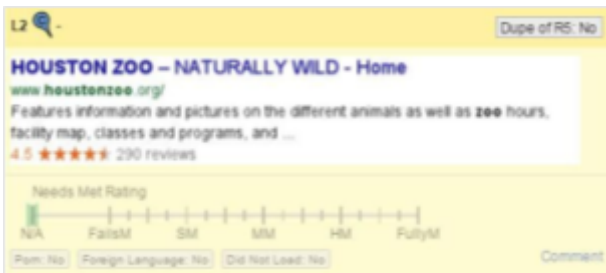 L2 -
Dupe of R5: No
HOUSTON ZOO – NATURALLY WILD - Home
www.houstonzoo.org/
Features information and pictures on the different animals as well as zoo hours,
facility map, classes and programs, and ...
4.5 ★★★★★ 290 reviews
Needs Met Rating
N/A FailsM SM MM HM FullyM
Porn: No Foreign Language: No Did Not Load: No Comment